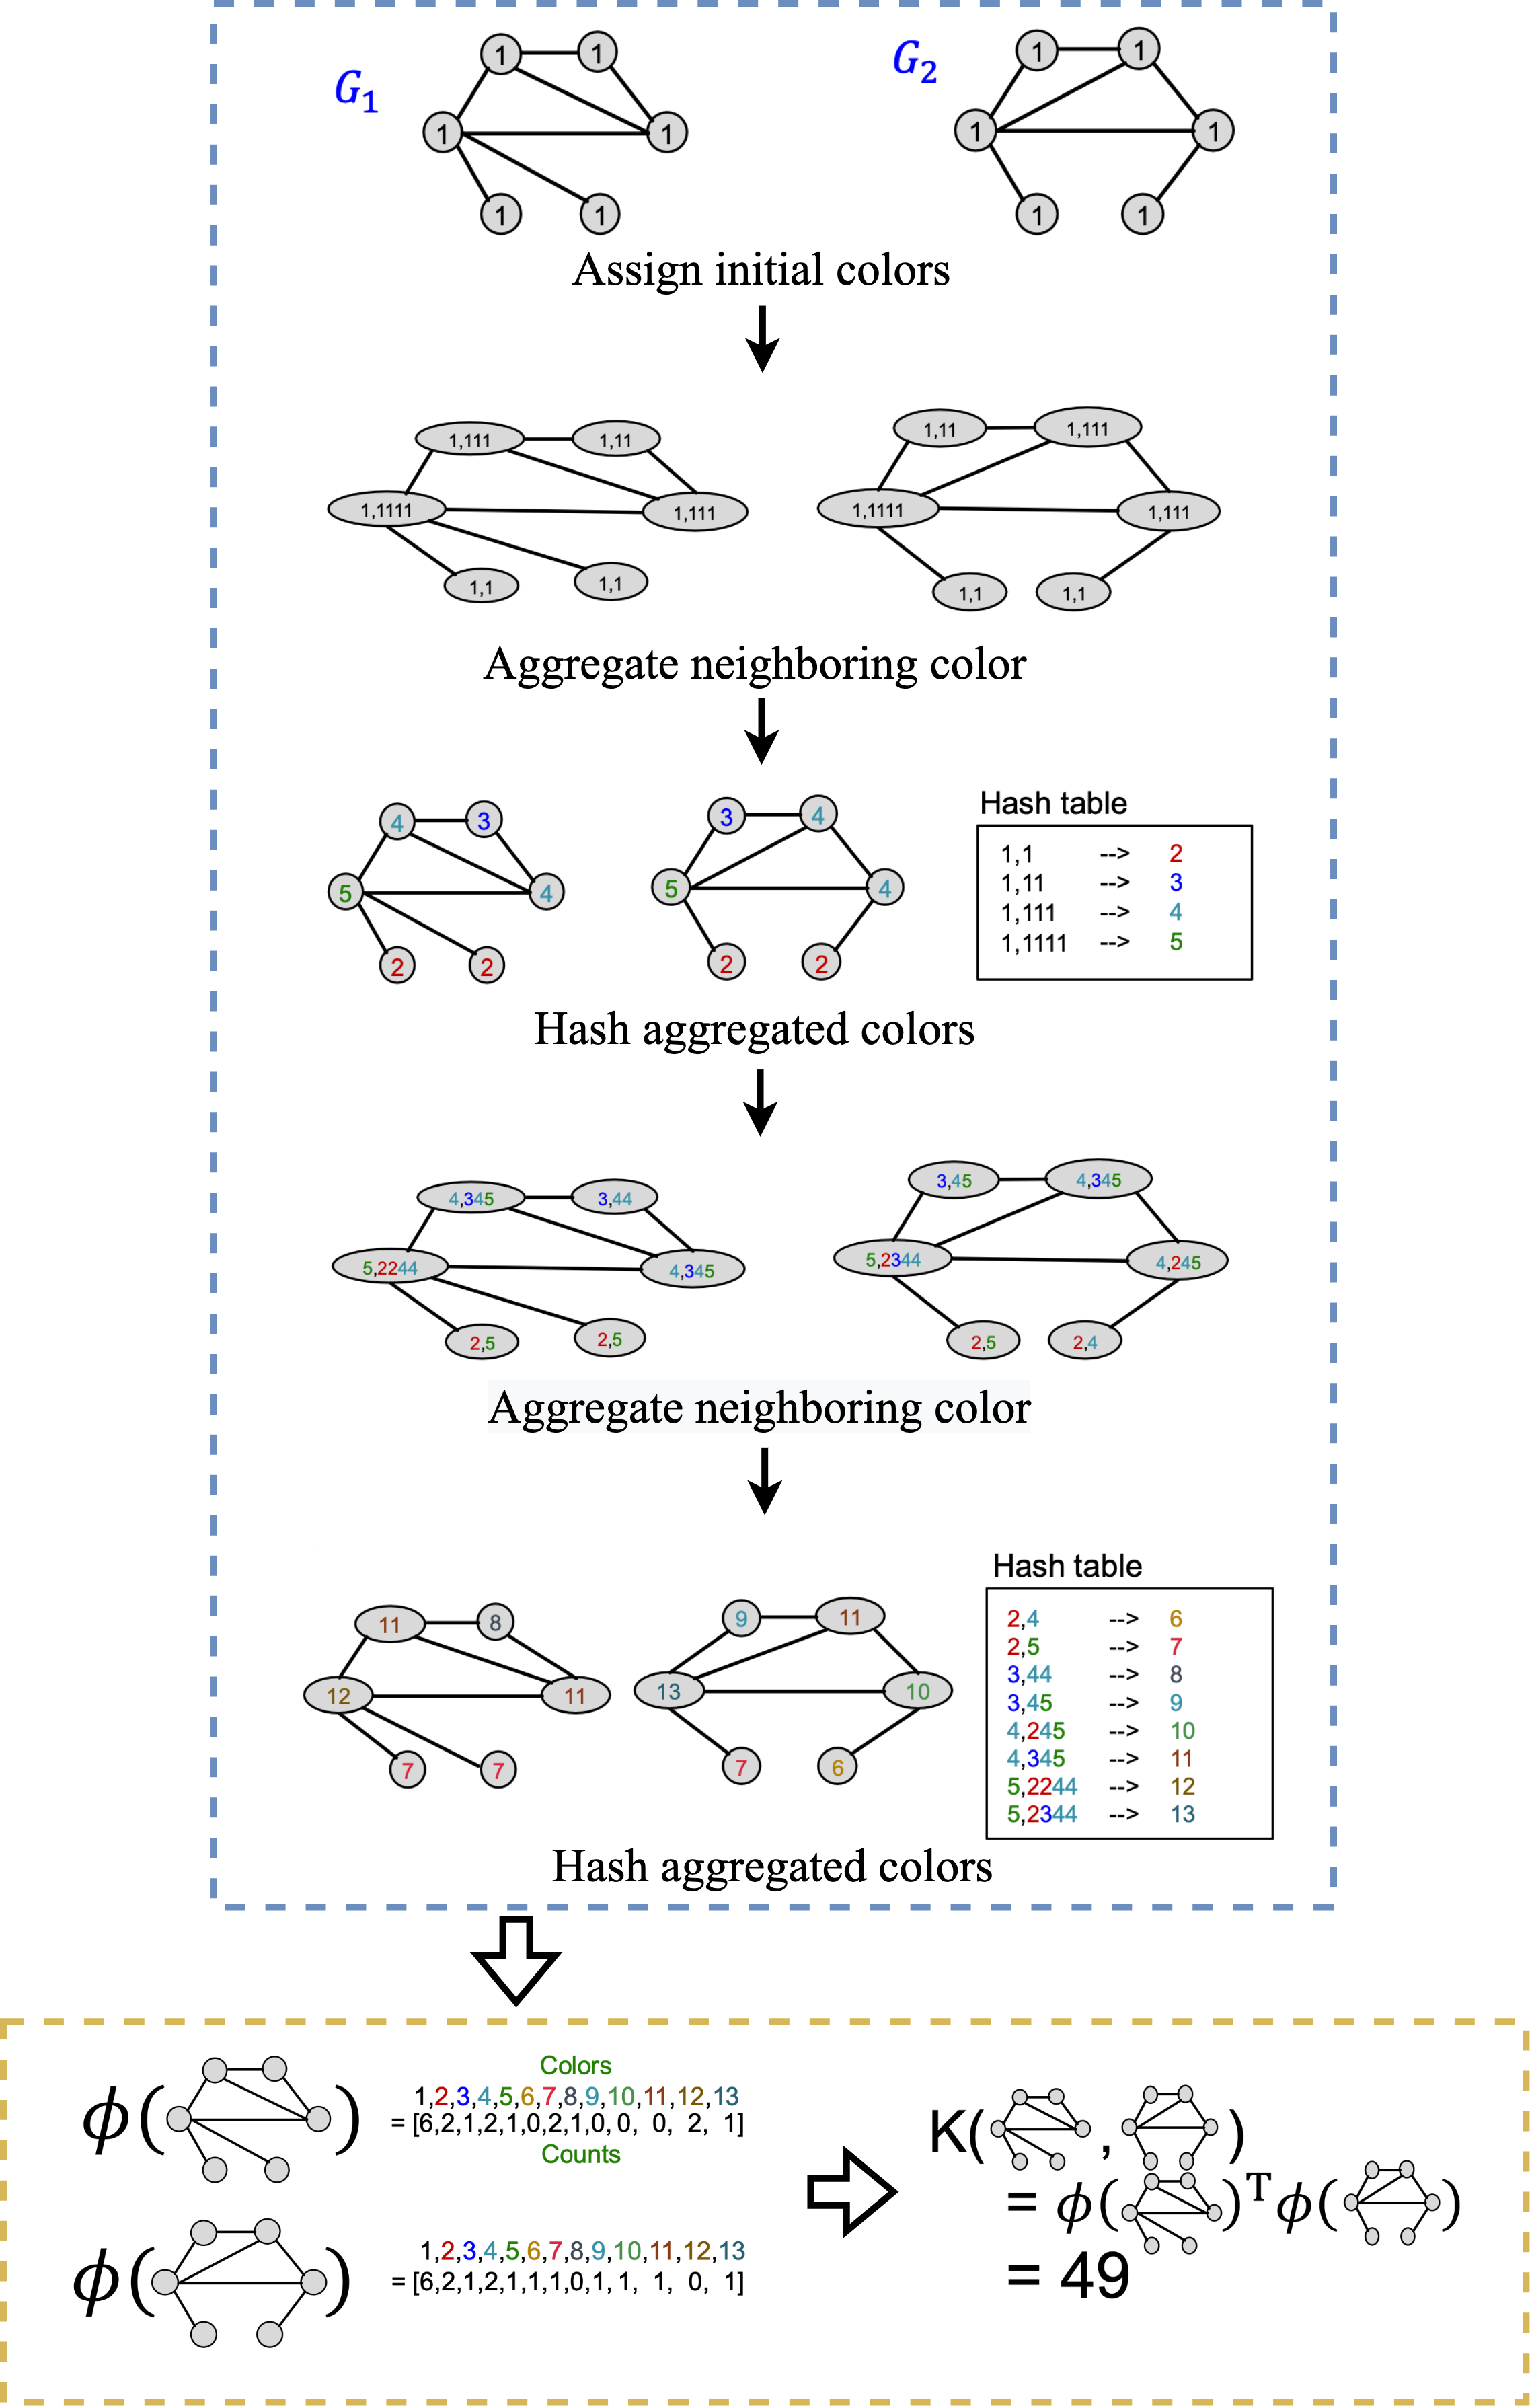 G₁
G₂
1 1
1 1
1 1
1 1
1 1
1 1
Assign initial colors
1,111 1,11
1,1111 1,111
1,1 1,1
1,11 1,111
1,1111 1,111
1,1 1,1
Aggregate neighboring color
4 3
5 4
2 2
3 4
5 4
2 2
Hash table
1,1 --> 2
1,11 --> 3
1,111 --> 4
1,1111 --> 5
Hash aggregated colors
4,345 3,44
5,2244 4,345
2,5 2,5
3,45 4,345
5,2344 4,245
2,5 2,4
Aggregate neighboring color
11 8
12 11
7 7
9 11
13 10
7 6
Hash table
2,4 --> 6
2,5 --> 7
3,44 --> 8
3,45 --> 9
4,245 --> 10
4,345 --> 11
5,2244 --> 12
5,2344 --> 13
Hash aggregated colors
ϕ( )
Colors
1,2,3,4,5,6,7,8,9,10,11,12,13
= [6,2,1,2,1,0,2,1,0,0, 0, 2, 1]
Counts
ϕ( )
1,2,3,4,5,6,7,8,9,10,11,12,13
= [6,2,1,2,1,1,1,0,1, 1, 1, 0, 1]
K( , )
= ϕ( )ᵀ ϕ( )
= 49